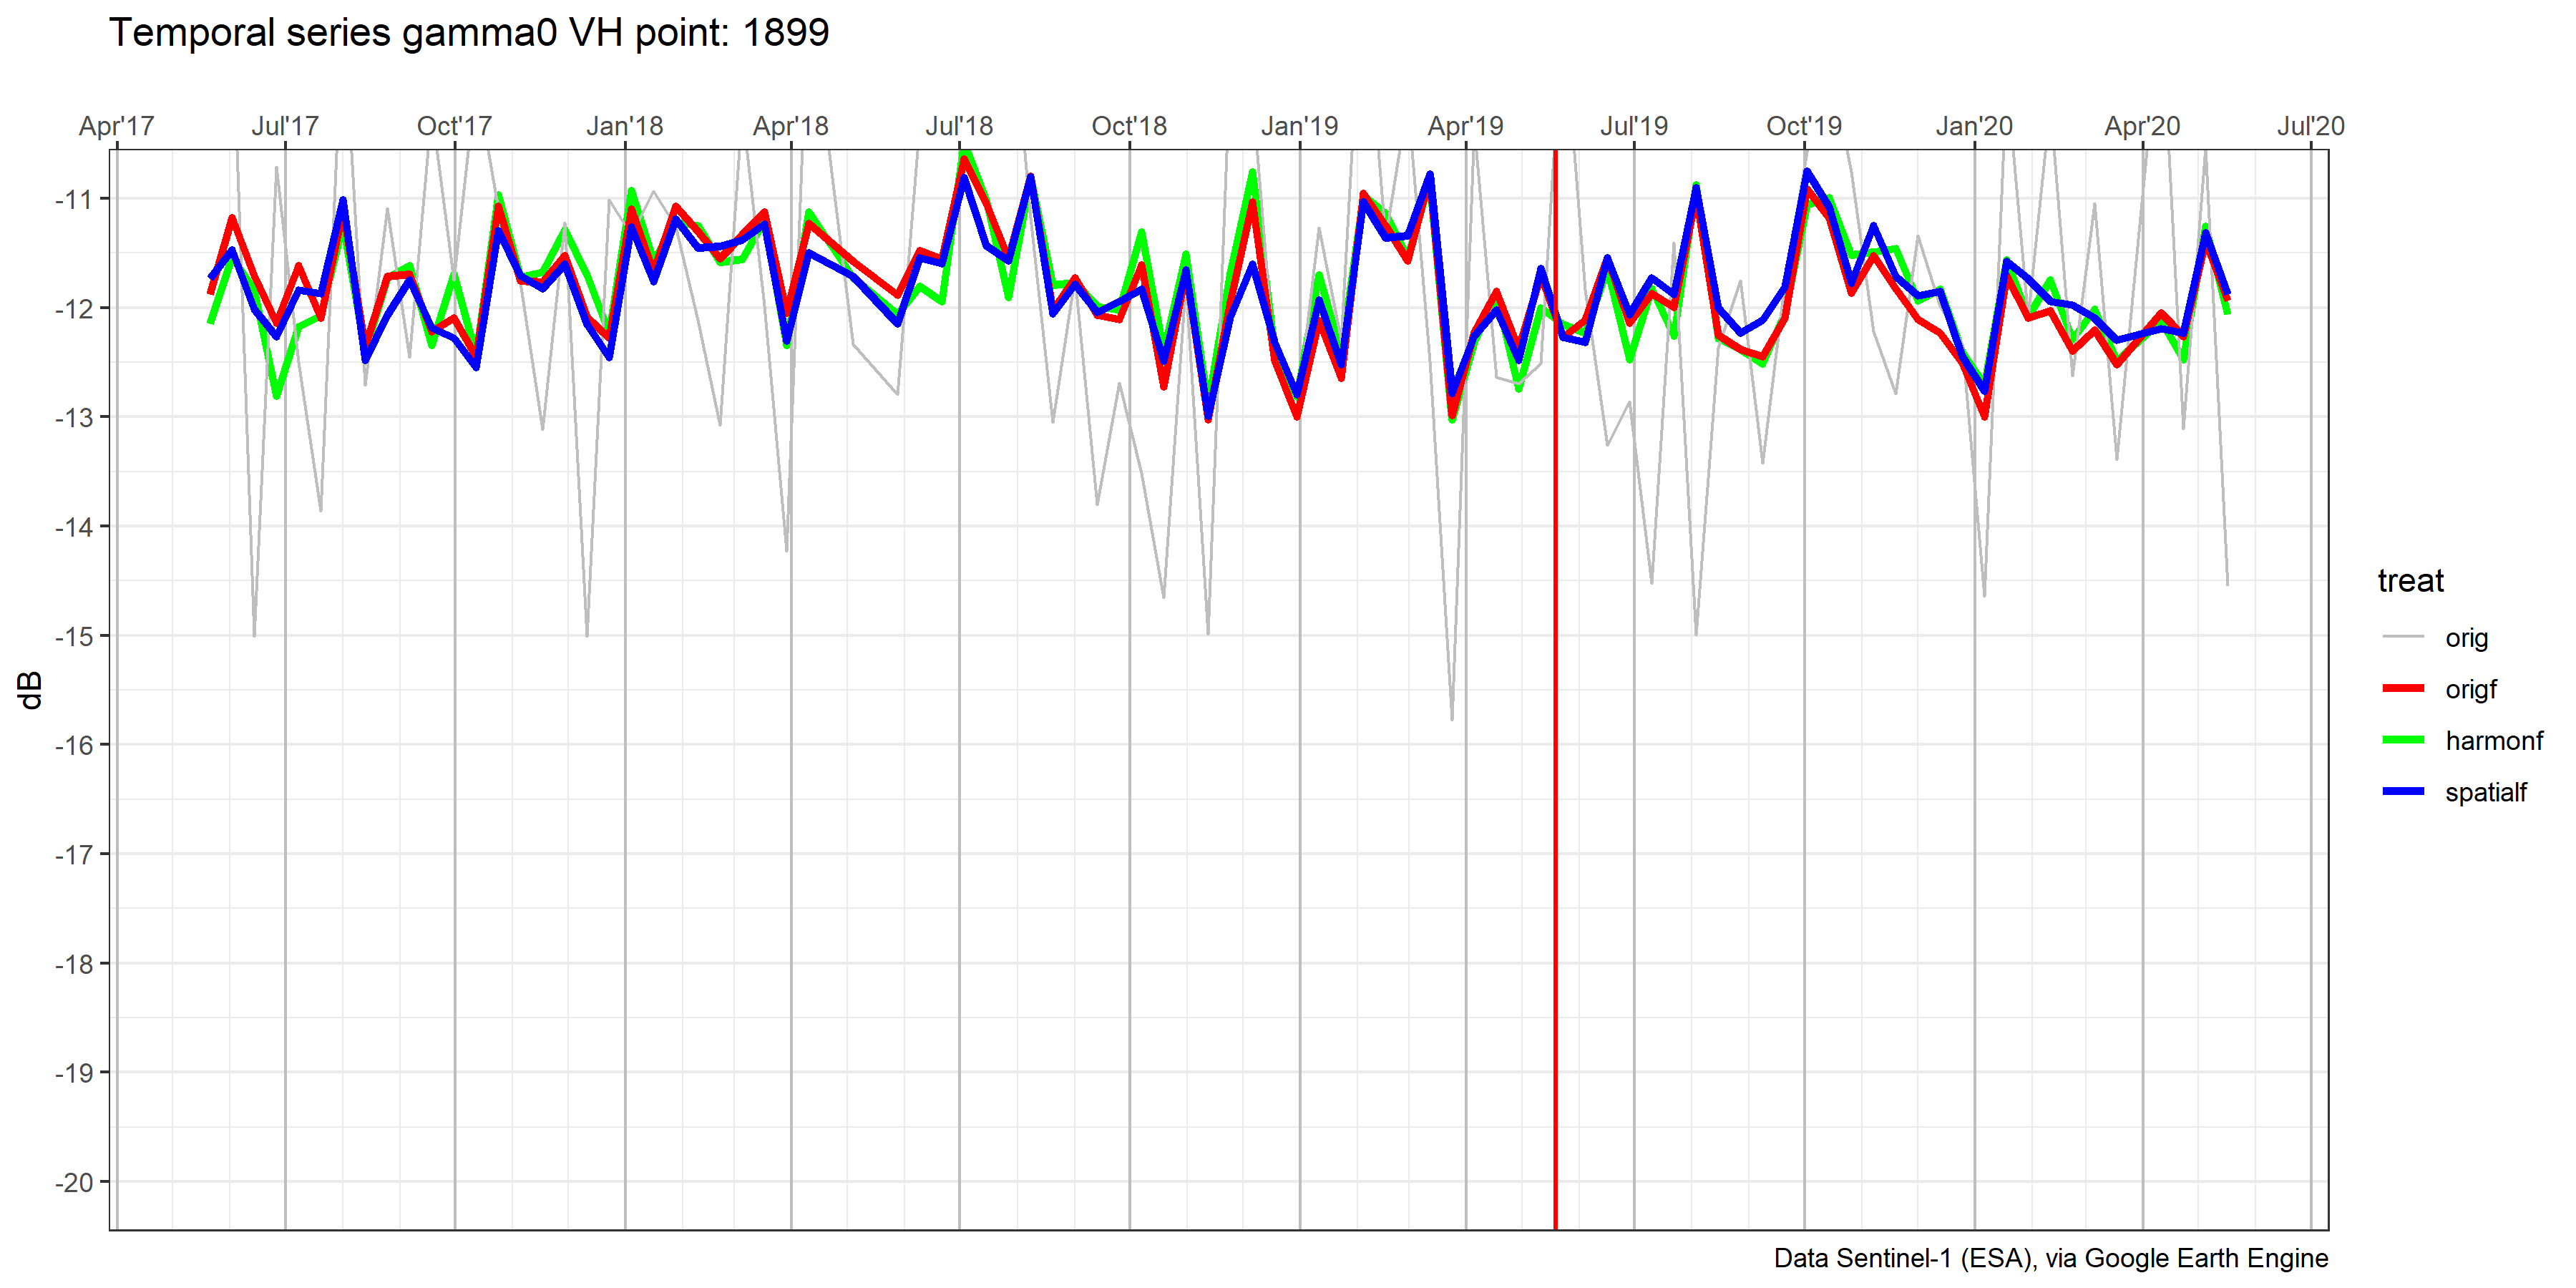 Temporal series gamma0 VH point: 1899
Apr'17 Jul'17 Oct'17 Jan'18 Apr'18 Jul'18 Oct'18 Jan'19 Apr'19 Jul'19 Oct'19 Jan'20 Apr'20 Jul'20
-11
-12
-13
-14
-15
-16
-17
-18
-19
-20
dB
treat
orig
origf
harmonf
spatialf
Data Sentinel-1 (ESA), via Google Earth Engine